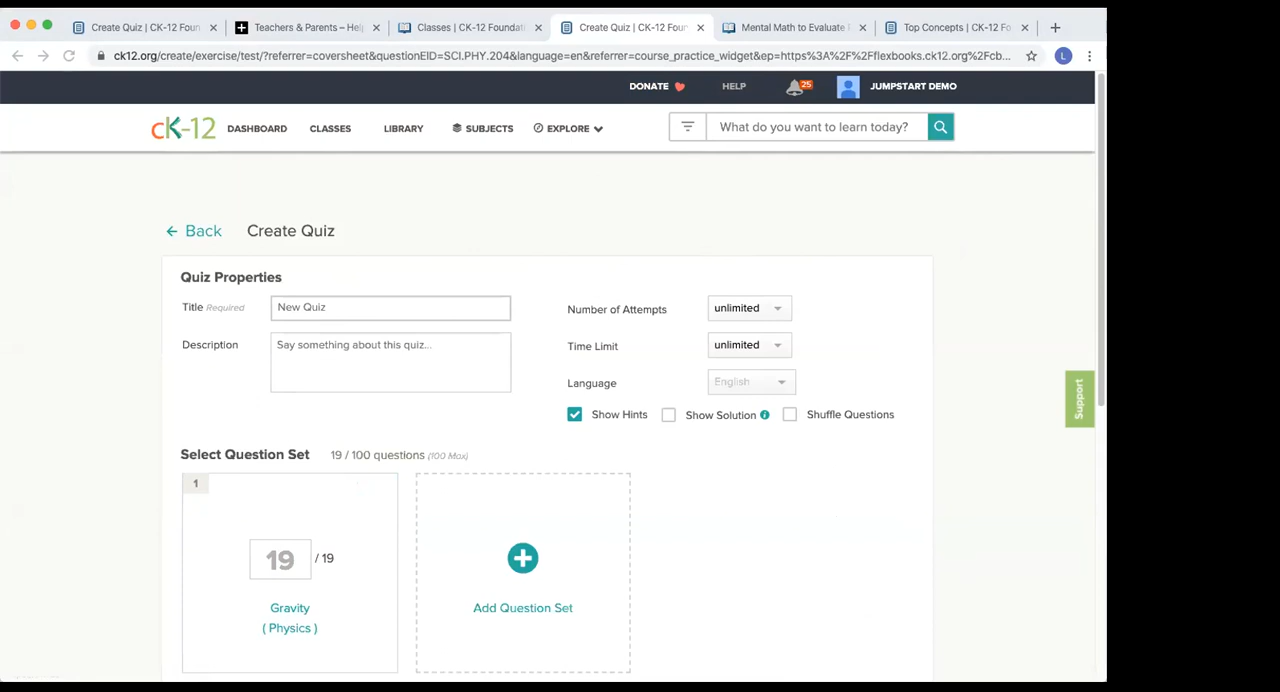 Create Quiz | CK-12 Foun
Teachers & Parents – Hel
Classes | CK-12 Foundat
Create Quiz | CK-12 Foun
Mental Math to Evaluate
Top Concepts | CK-12 Fo
ck12.org/create/exercise/test/?referrer=coversheet&questionEID=SCI.PHY.204&language=en&referrer=course_practice_widget&ep=https%3A%2F%2Fflexbooks.ck12.org%2Fcb...
L
DONATE
HELP
25
JUMPSTART DEMO
cK-12
DASHBOARD
CLASSES
LIBRARY
SUBJECTS
EXPLORE
What do you want to learn today?
← Back
Create Quiz
Quiz Properties
Title Required
New Quiz
Number of Attempts
unlimited
Description
Say something about this quiz...
Time Limit
unlimited
Language
English
Show Hints
Show Solution
Shuffle Questions
Support
Select Question Set
19 / 100 questions (100 Max)
1
19 / 19
Gravity
( Physics )
Add Question Set